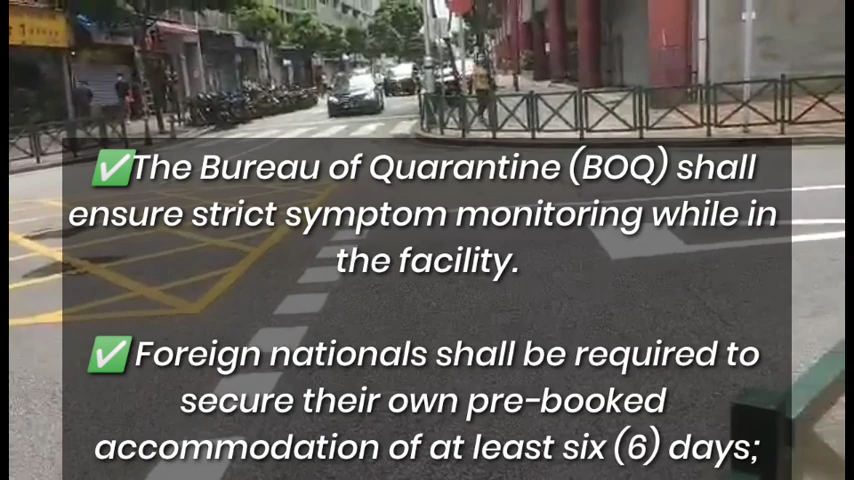 ✅The Bureau of Quarantine (BOQ) shall
ensure strict symptom monitoring while in
the facility.
✅ Foreign nationals shall be required to
secure their own pre-booked
accommodation of at least six (6) days;